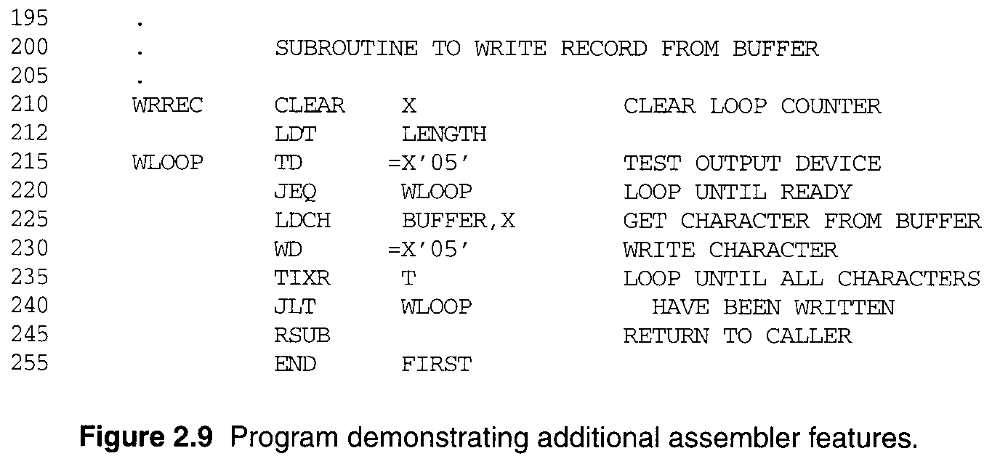 195 .
200 . SUBROUTINE TO WRITE RECORD FROM BUFFER
205 .
210 WRREC CLEAR X CLEAR LOOP COUNTER
212 LDT LENGTH
215 WLOOP TD =X'05' TEST OUTPUT DEVICE
220 JEQ WLOOP LOOP UNTIL READY
225 LDCH BUFFER,X GET CHARACTER FROM BUFFER
230 WD =X'05' WRITE CHARACTER
235 TIXR T LOOP UNTIL ALL CHARACTERS
240 JLT WLOOP HAVE BEEN WRITTEN
245 RSUB RETURN TO CALLER
255 END FIRST
Figure 2.9 Program demonstrating additional assembler features.